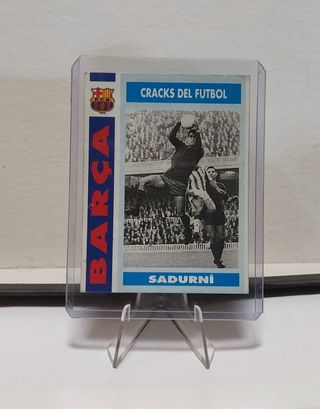 CRACKS DEL FUTBOL
BARÇA
SADURNÍ